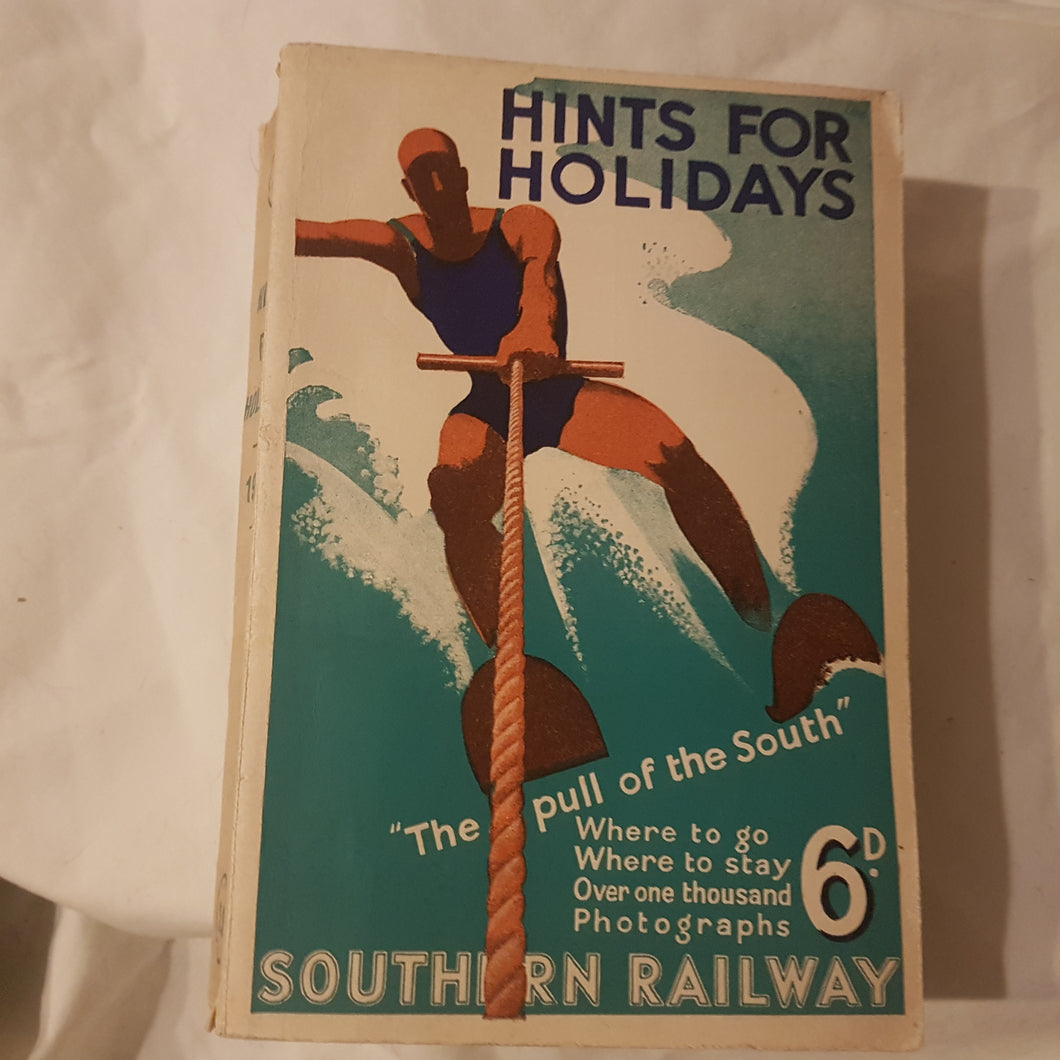 HINTS FOR
HOLIDAYS
"The pull of the South"
Where to go
Where to stay
Over one thousand
Photographs
6D.
SOUTHERN RAILWAY